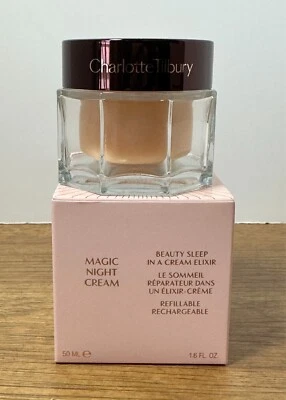 Charlotte Tilbury
MAGIC
NIGHT
CREAM
BEAUTY SLEEP
IN A CREAM ELIXIR
LE SOMMEIL
RÉPARATEUR DANS
UN ÉLIXIR-CRÈME
REFILLABLE
RECHARGEABLE
50 ML ℮
1.6 FL. OZ.